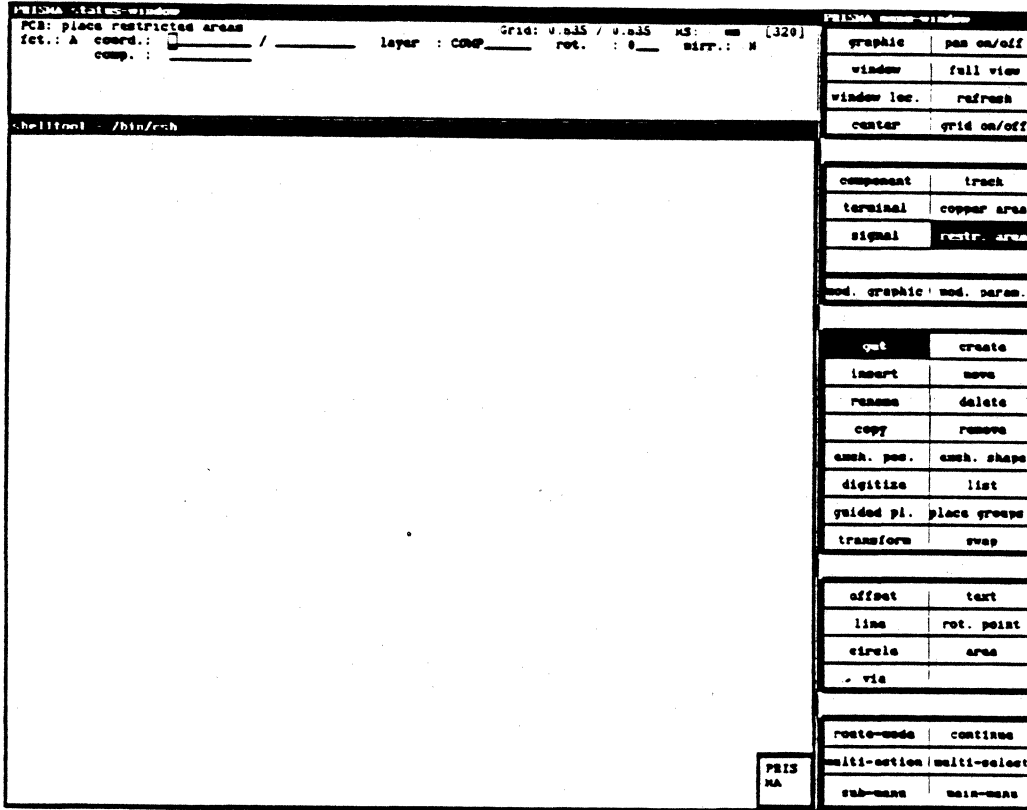 PRISMA status-window
PCB: place restricted areas Grid: 0.635 / 0.635 MS: mm [320]
fct.: A coord.: / layer : COMP rot. : 0 mirr.: N
comp. :
shelltool - /bin/csh
PRISMA menu-window
graphic pan on/off
window full view
window loc. refresh
center grid on/off
component track
terminal copper area
signal restr. area
mod. graphic mod. param.
put create
insert move
rename delete
copy remove
exch. pos. exch. shape
digitize list
guided pl. place groups
transform swap
offset text
line rot. point
circle area
via
route-mode continue
multi-action multi-select
sub-menu main-menu
PRIS
MA